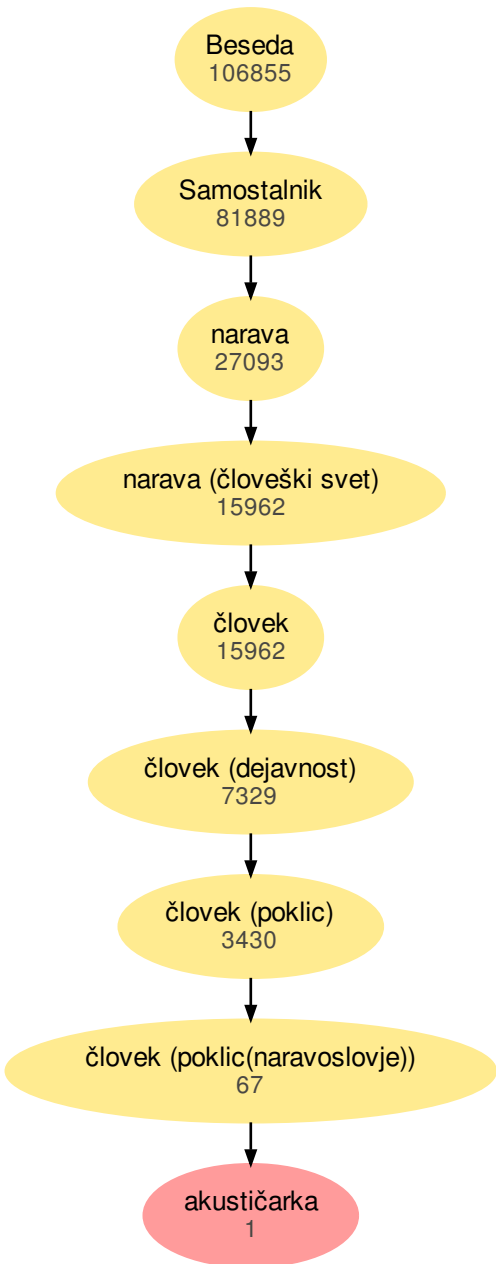 Beseda
106855
Samostalnik
81889
narava
27093
narava (človeški svet)
15962
človek
15962
človek (dejavnost)
7329
človek (poklic)
3430
človek (poklic(naravoslovje))
67
akustičarka
1